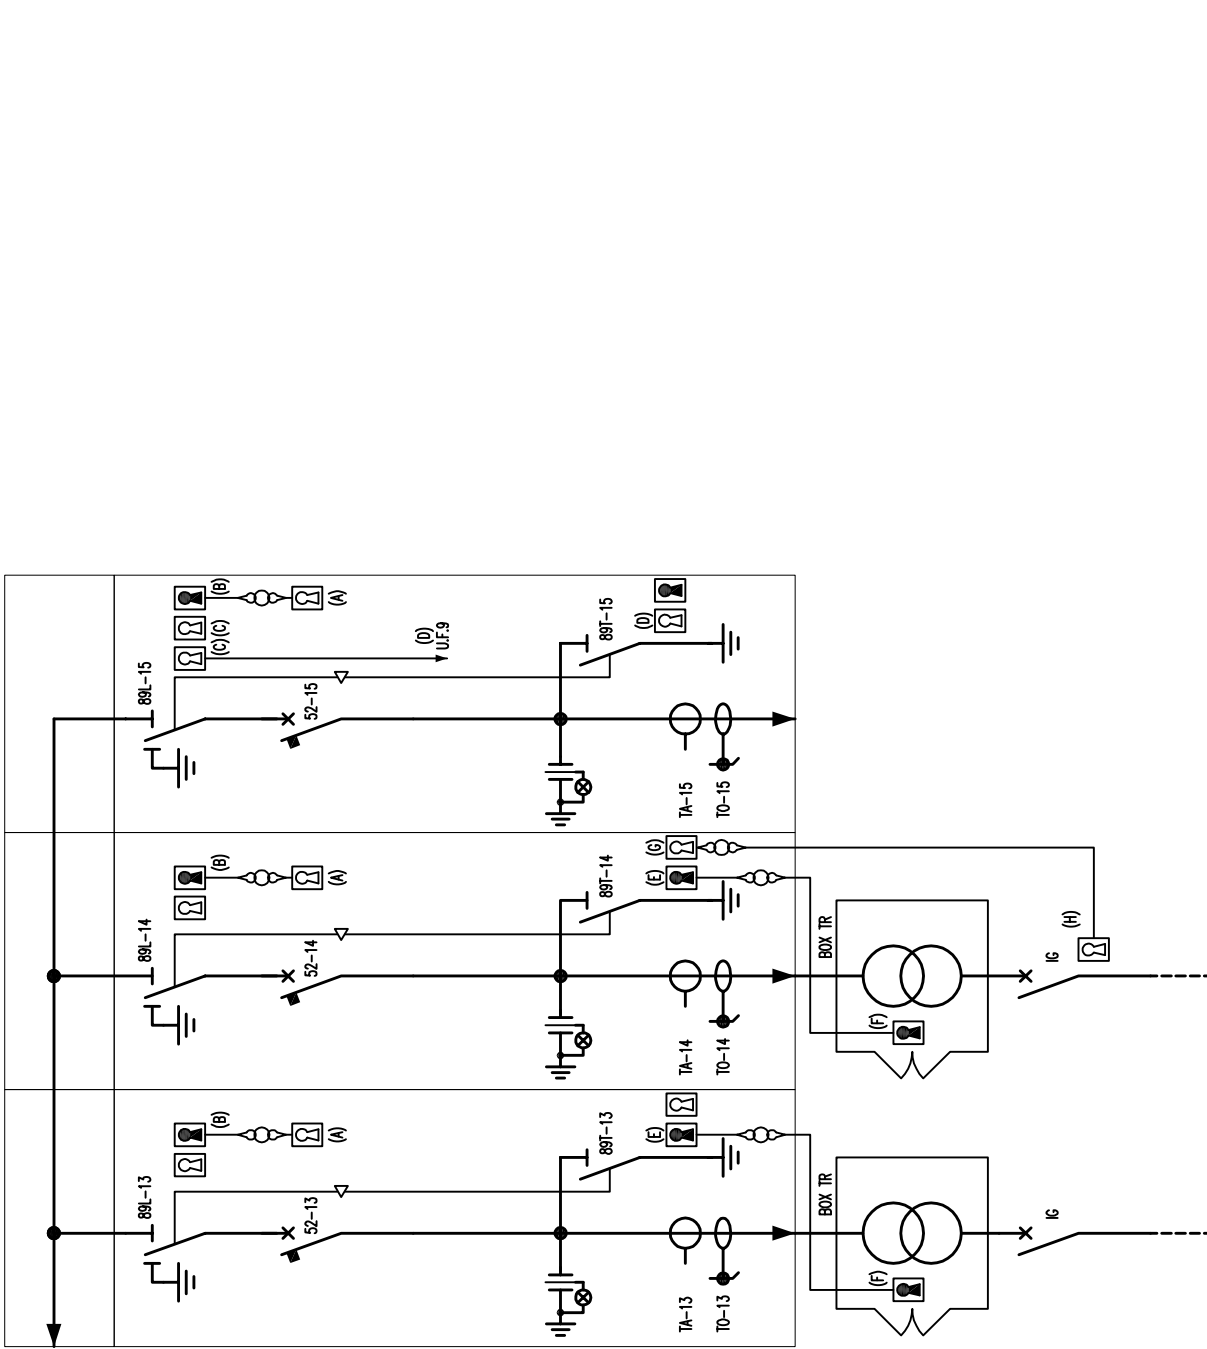 (B)
(A)
(C)
(C)
(D)
U.F.9
89L-15
52-15
89T-15
(D)
TA-15
TO-15
(B)
(A)
89L-14
52-14
89T-14
(G)
(E)
TA-14
TO-14
BOX TR
(F)
IG
(H)
(B)
(A)
89L-13
52-13
89T-13
(E)
TA-13
TO-13
BOX TR
(F)
IG